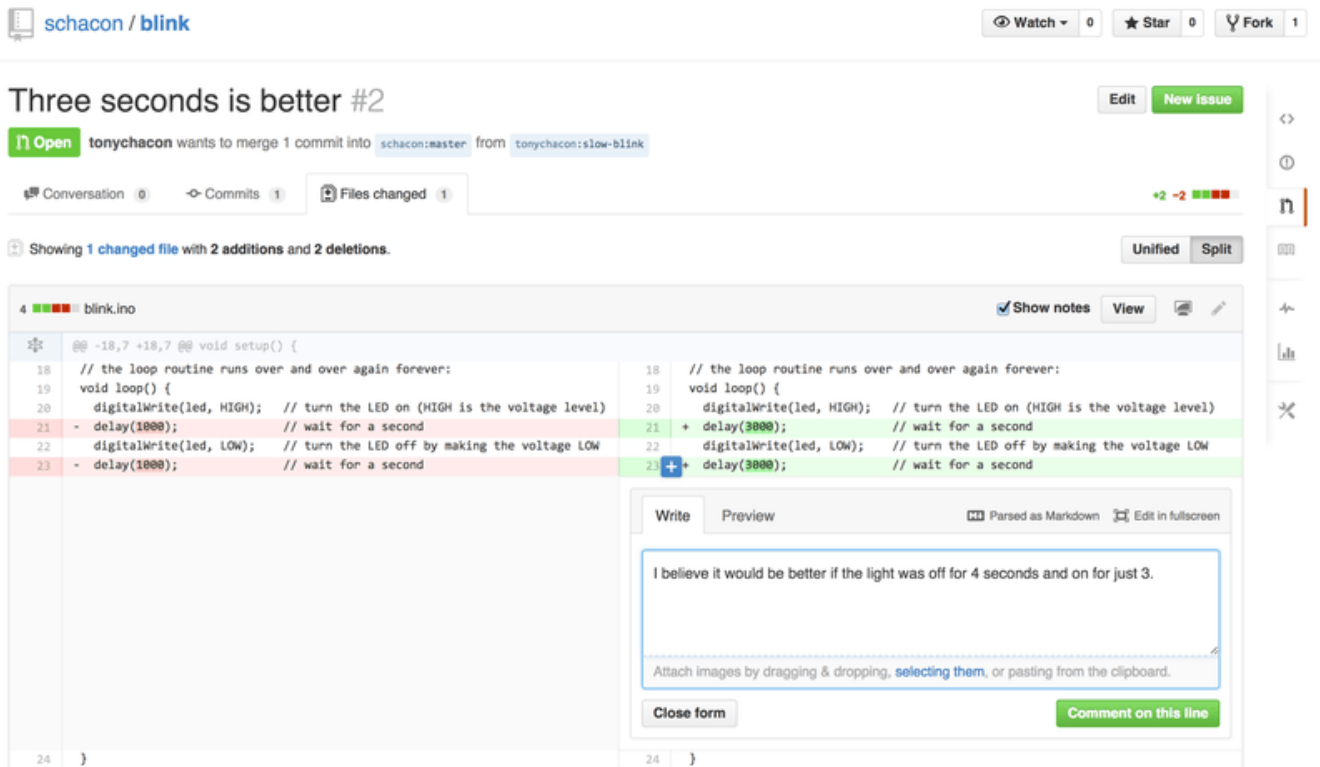 schacon / blink
Watch 0 Star 0 Fork 1
Three seconds is better #2
Edit New issue
Open tonychacon wants to merge 1 commit into schacon:master from tonychacon:slow-blink
Conversation 0 Commits 1 Files changed 1
+2 -2
Showing 1 changed file with 2 additions and 2 deletions.
Unified Split
4 blink.ino
Show notes View
@@ -18,7 +18,7 @@ void setup() {
18 // the loop routine runs over and over again forever: 18 // the loop routine runs over and over again forever:
19 void loop() { 19 void loop() {
20 digitalWrite(led, HIGH); // turn the LED on (HIGH is the voltage level) 20 digitalWrite(led, HIGH); // turn the LED on (HIGH is the voltage level)
21 - delay(1000); // wait for a second 21 + delay(3000); // wait for a second
22 digitalWrite(led, LOW); // turn the LED off by making the voltage LOW 22 digitalWrite(led, LOW); // turn the LED off by making the voltage LOW
23 - delay(1000); // wait for a second 23 + + delay(3000); // wait for a second
Write Preview Parsed as Markdown Edit in fullscreen
I believe it would be better if the light was off for 4 seconds and on for just 3.
Attach images by dragging & dropping, selecting them, or pasting from the clipboard.
Close form Comment on this line
24 } 24 }